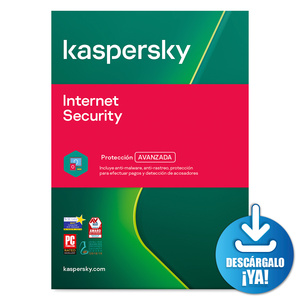 kaspersky
Internet
Security
Protección AVANZADA
Incluye anti-malware, anti-rastreo, protección
para efectuar pagos y detección de acosadores
PC
kaspersky.com
DESCÁRGALO
¡YA!